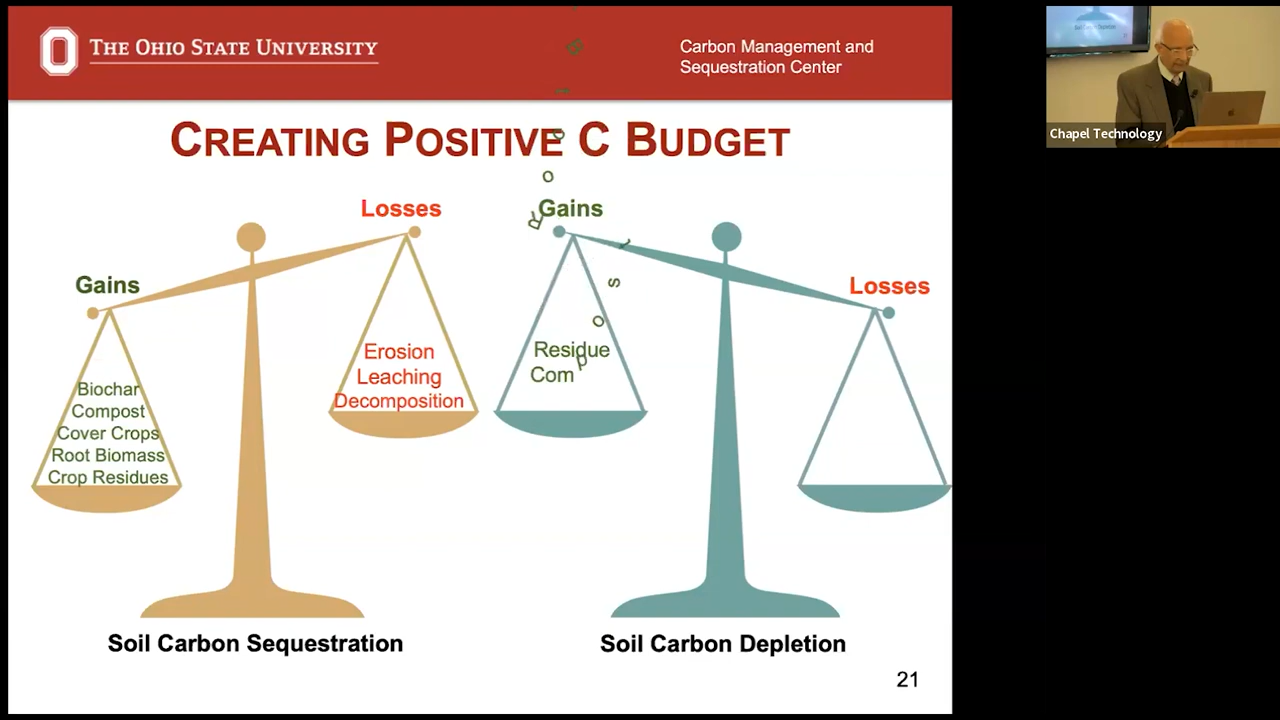 THE OHIO STATE UNIVERSITY
Carbon Management and
Sequestration Center
Chapel Technology
CREATING POSITIVE C BUDGET
Losses
Gains
Gains
Losses
Erosion
Leaching
Decomposition
Residue
Com p o s t
Biochar
Compost
Cover Crops
Root Biomass
Crop Residues
Soil Carbon Sequestration
Soil Carbon Depletion
21